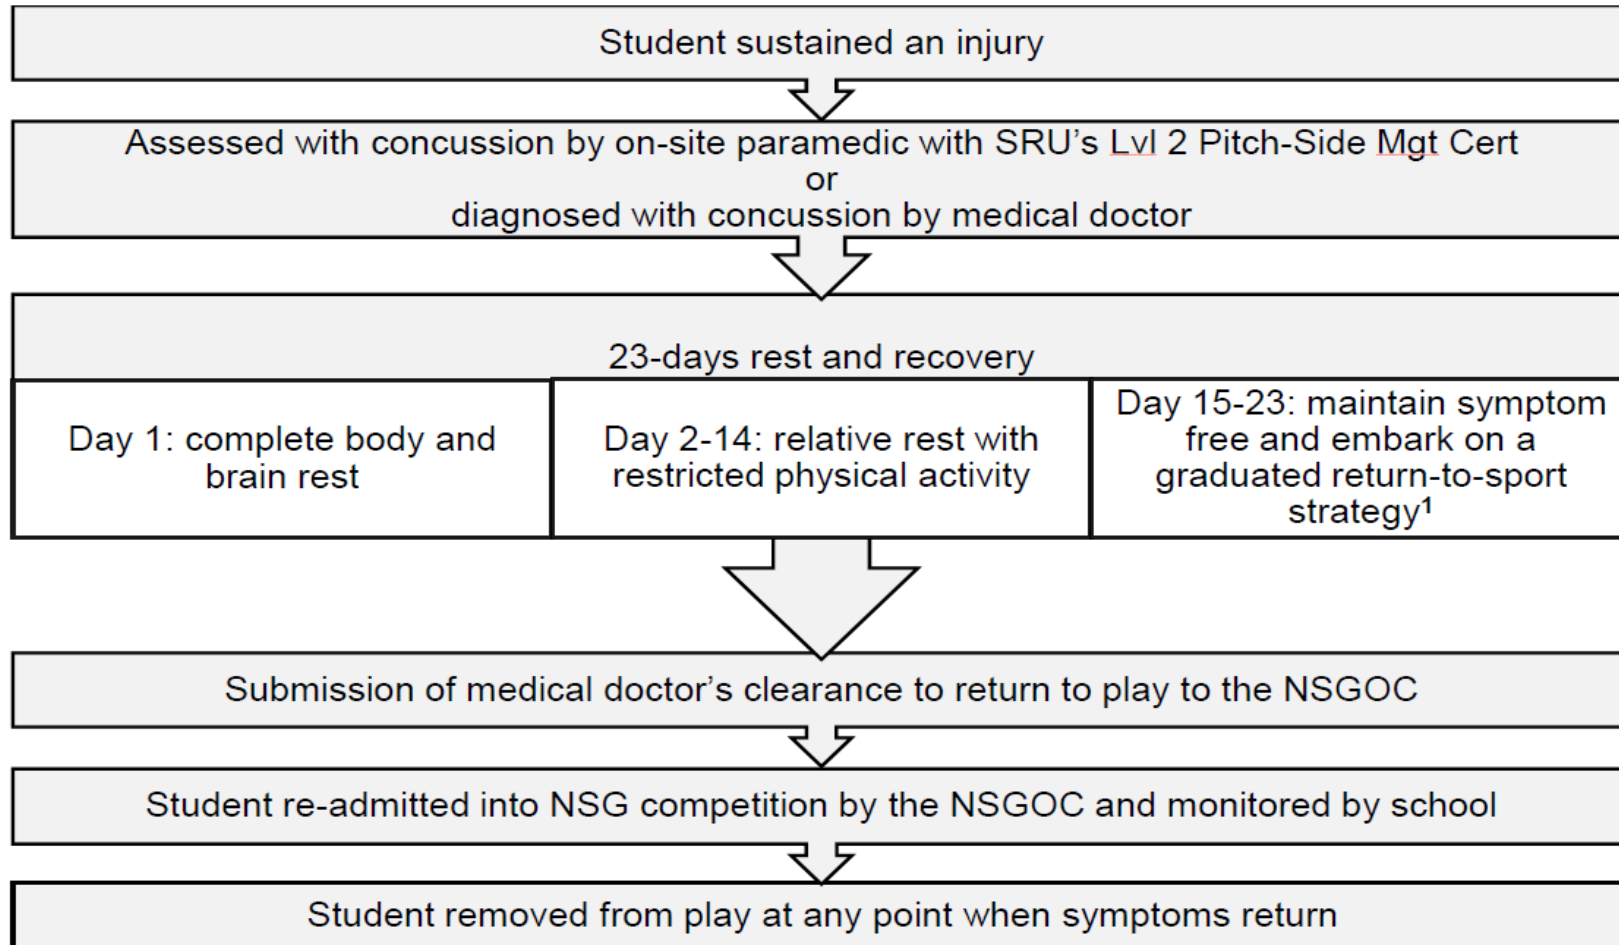 Student sustained an injury
Assessed with concussion by on-site paramedic with SRU’s Lvl 2 Pitch-Side Mgt Cert
or
diagnosed with concussion by medical doctor
23-days rest and recovery
Day 1: complete body and
brain rest
Day 2-14: relative rest with
restricted physical activity
Day 15-23: maintain symptom
free and embark on a
graduated return-to-sport
strategy¹
Submission of medical doctor’s clearance to return to play to the NSGOC
Student re-admitted into NSG competition by the NSGOC and monitored by school
Student removed from play at any point when symptoms return